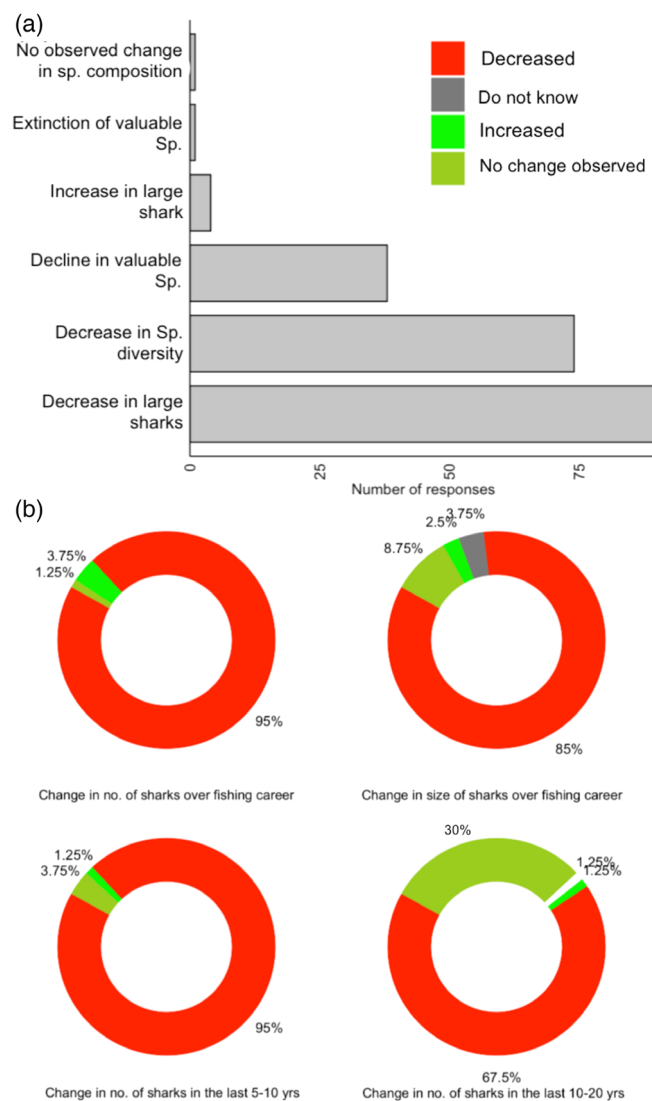 (a)
No observed change
in sp. composition
Extinction of valuable
Sp.
Increase in large
shark
Decline in valuable
Sp.
Decrease in Sp.
diversity
Decrease in large
sharks
0
25
50
75
Number of responses
Decreased
Do not know
Increased
No change observed
(b)
3.75%
1.25%
95%
Change in no. of sharks over fishing career
3.75%
2.5%
8.75%
85%
Change in size of sharks over fishing career
1.25%
3.75%
95%
Change in no. of sharks in the last 5-10 yrs
30%
1.25%
1.25%
67.5%
Change in no. of sharks in the last 10-20 yrs